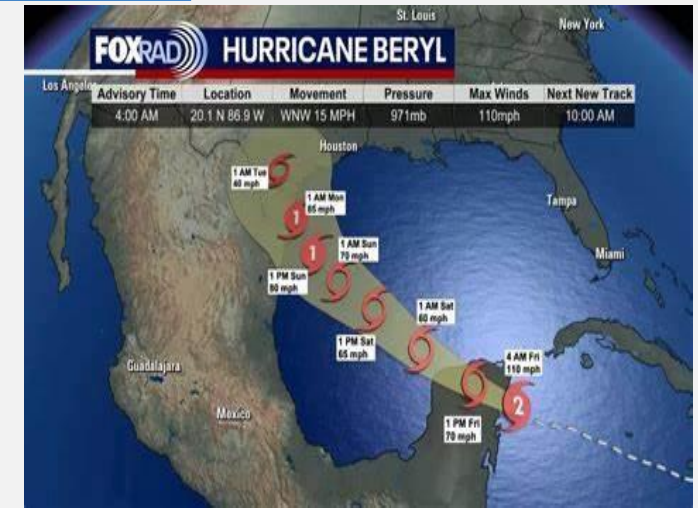 St. Louis
New York
FOXRAD HURRICANE BERYL
Los Angeles
Advisory Time Location Movement Pressure Max Winds Next New Track
4:00 AM 20.1 N 86.9 W WNW 15 MPH 971mb 110mph 10:00 AM
Houston
1 AM Tue
40 mph
1 AM Mon
85 mph
Tampa
1 AM Sun
70 mph
Miami
1
1
1 PM Sun
80 mph
1 AM Sat
60 mph
1 PM Sat
65 mph
4 AM Fri
110 mph
Guadalajara
2
Mexico
1 PM Fri
70 mph